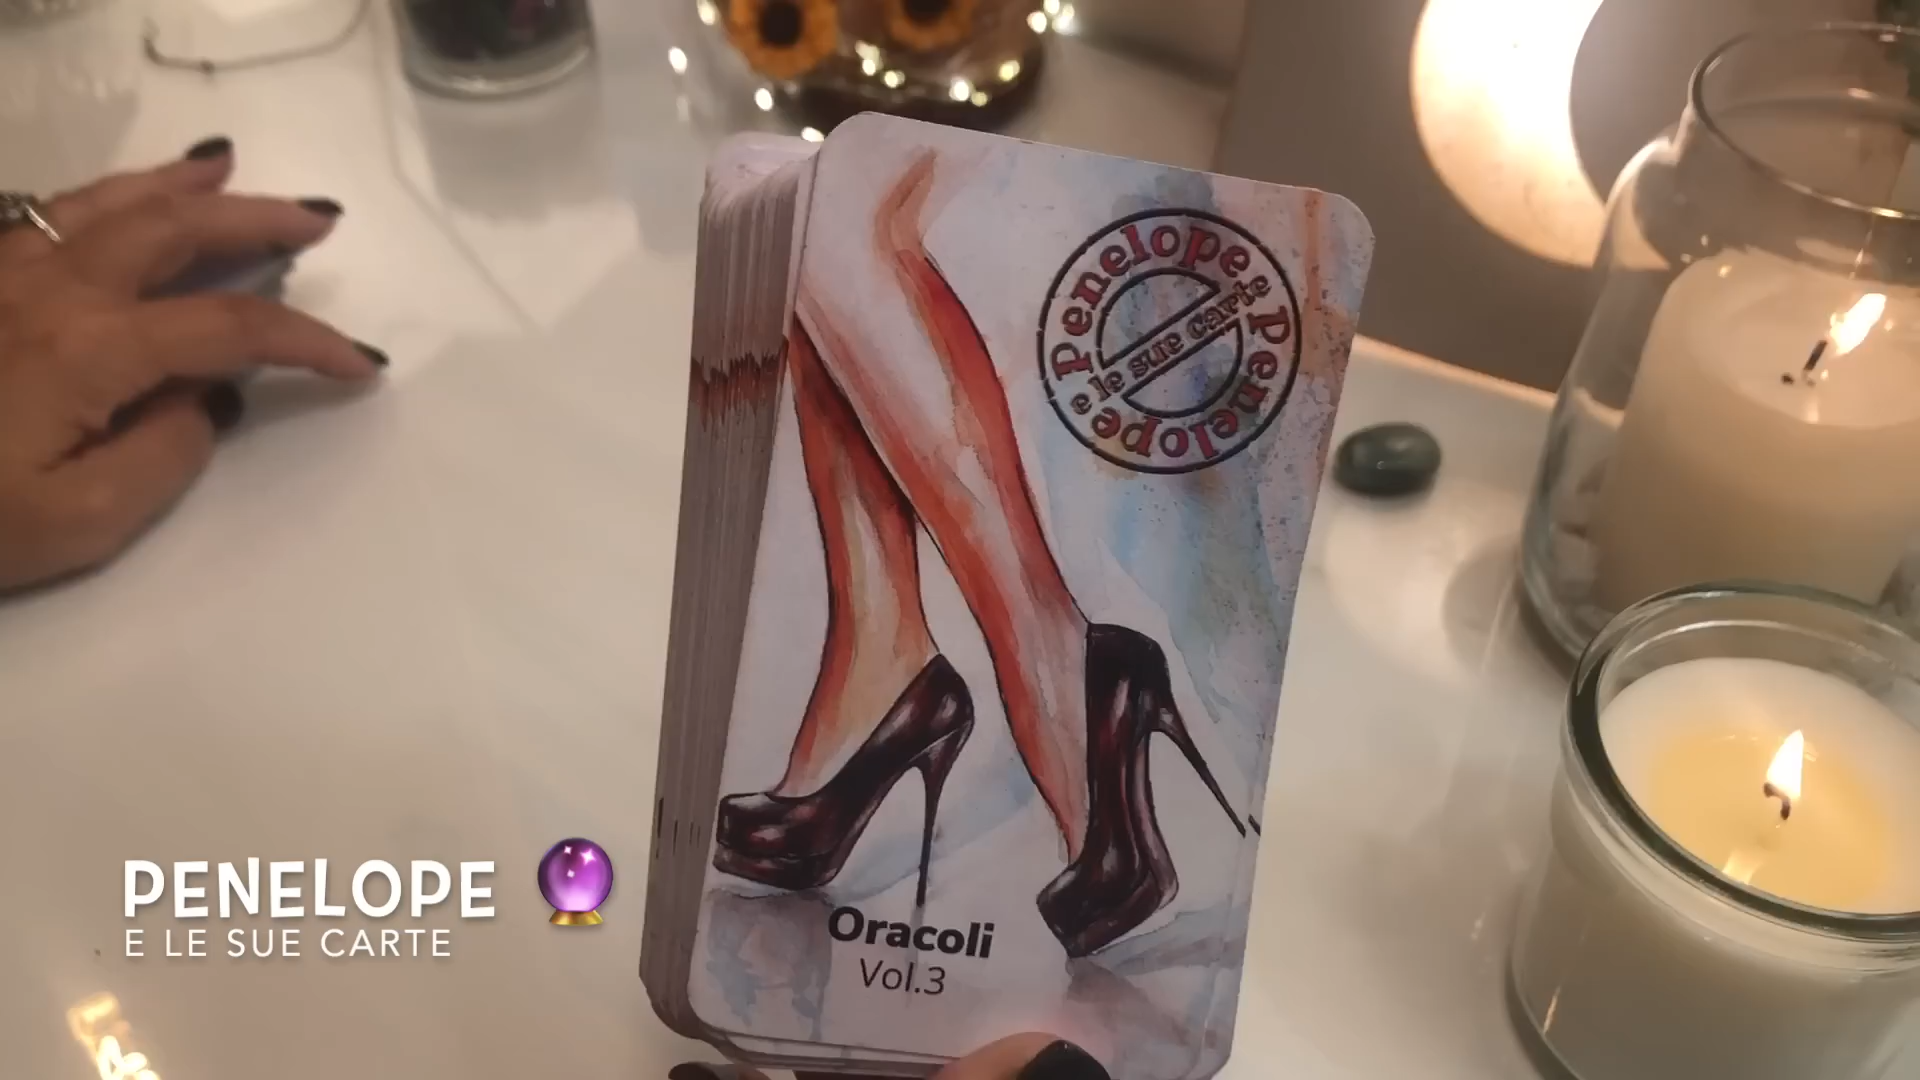 Penelope e Penelope e
le sue carte
Oracoli
Vol.3
PENELOPE
E LE SUE CARTE